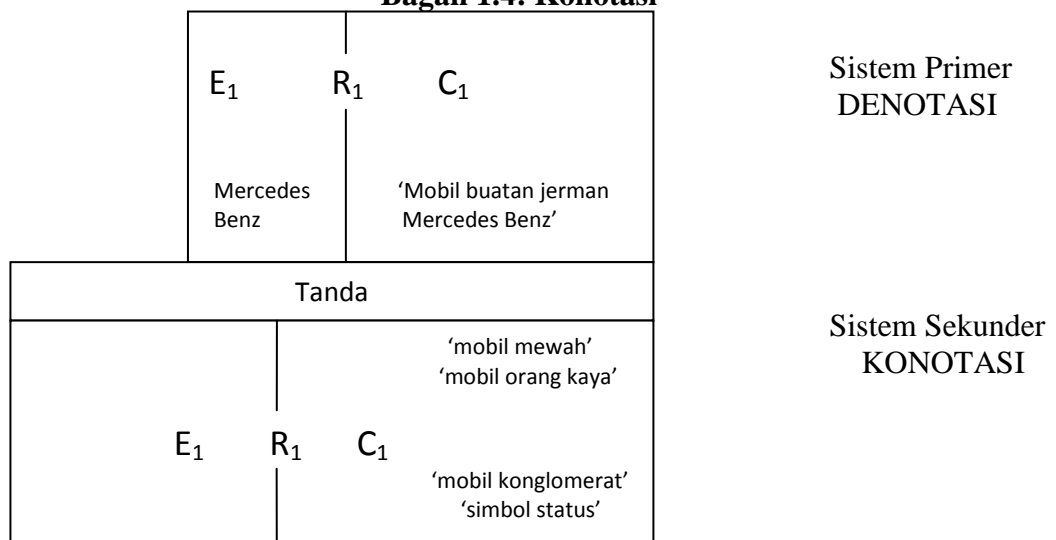 Bagan 1.4: Konotasi
E₁ R₁ C₁
Sistem Primer
DENOTASI
Mercedes
Benz
‘Mobil buatan jerman
Mercedes Benz’
Tanda
Sistem Sekunder
KONOTASI
‘mobil mewah’
‘mobil orang kaya’
E₁ R₁ C₁
‘mobil konglomerat’
‘simbol status’